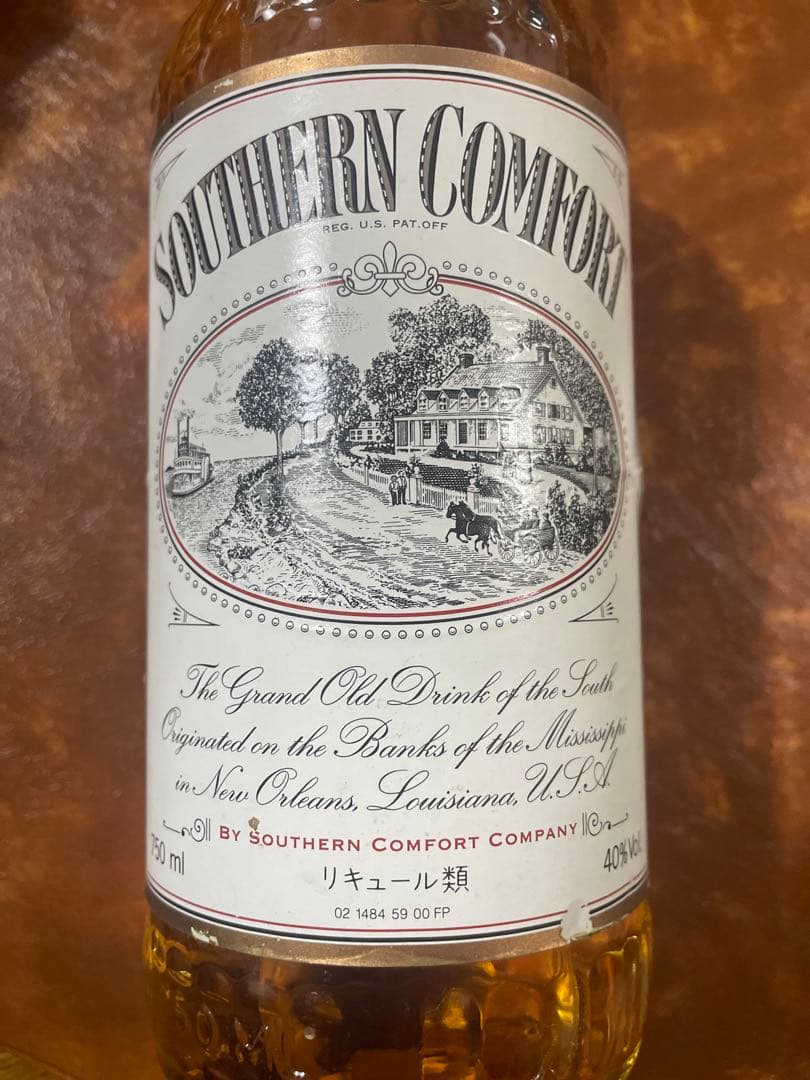 SOUTHERN COMFORT
REG. U.S. PAT. OFF
The Grand Old Drink of the South
Originated on the Banks of the Mississippi
in New Orleans, Louisiana, U.S.A.
BY SOUTHERN COMFORT COMPANY
750 ml
40% Vol.
リキュール類
02 1484 59 00 FP